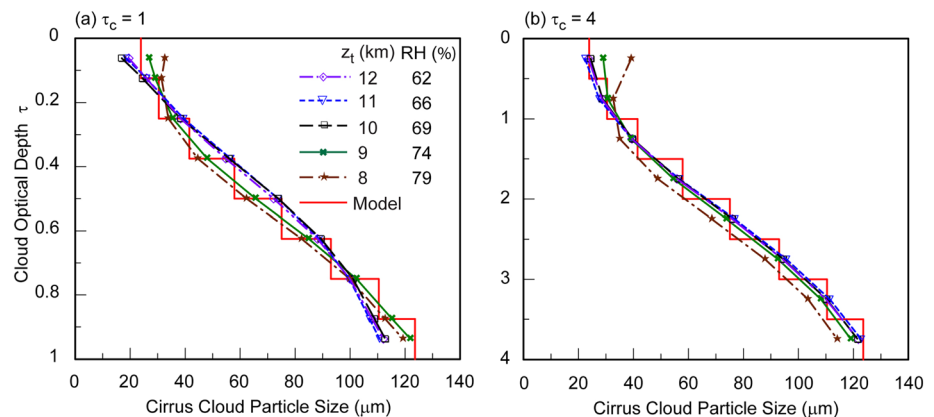 (a) τc = 1
(b) τc = 4
zt (km) RH (%)
12 62
11 66
10 69
9 74
8 79
Model
Cloud Optical Depth τ
0
0.2
0.4
0.6
0.8
1
0 20 40 60 80 100 120 140
Cirrus Cloud Particle Size (μm)
0
1
2
3
4
0 20 40 60 80 100 120 140
Cirrus Cloud Particle Size (μm)